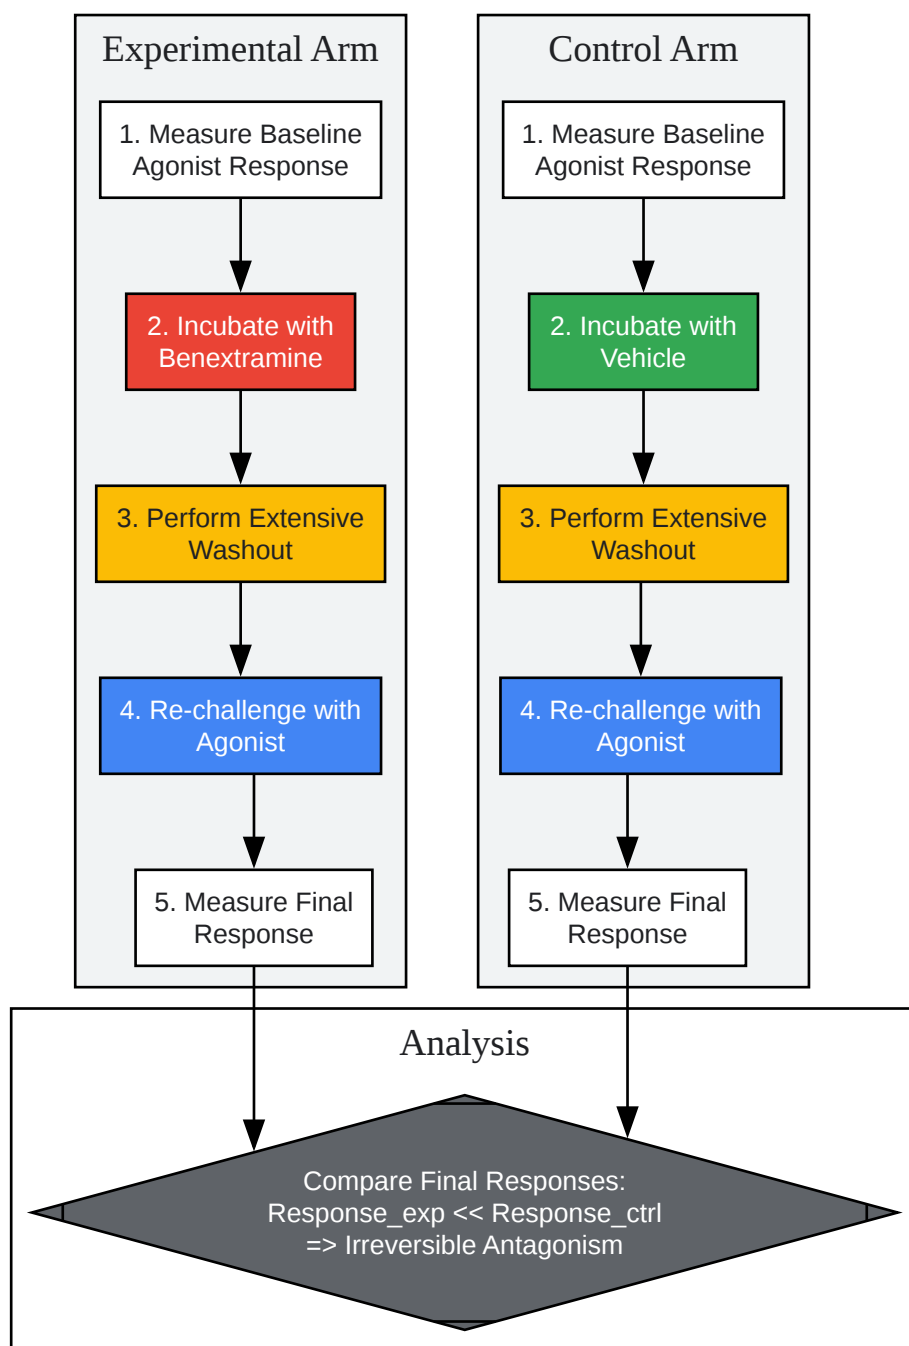 Experimental Arm
1. Measure Baseline
Agonist Response
2. Incubate with
Benextramine
3. Perform Extensive
Washout
4. Re-challenge with
Agonist
5. Measure Final
Response
Control Arm
1. Measure Baseline
Agonist Response
2. Incubate with
Vehicle
3. Perform Extensive
Washout
4. Re-challenge with
Agonist
5. Measure Final
Response
Analysis
Compare Final Responses:
Response_exp << Response_ctrl
=> Irreversible Antagonism